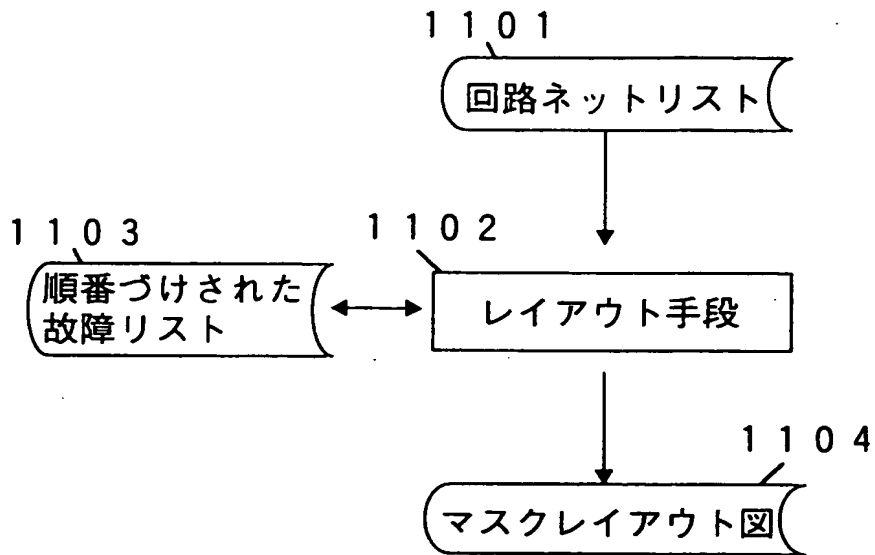 1101
回路ネットリスト
1103
1102
順番づけされた
故障リスト
レイアウト手段
1104
マスクレイアウト図